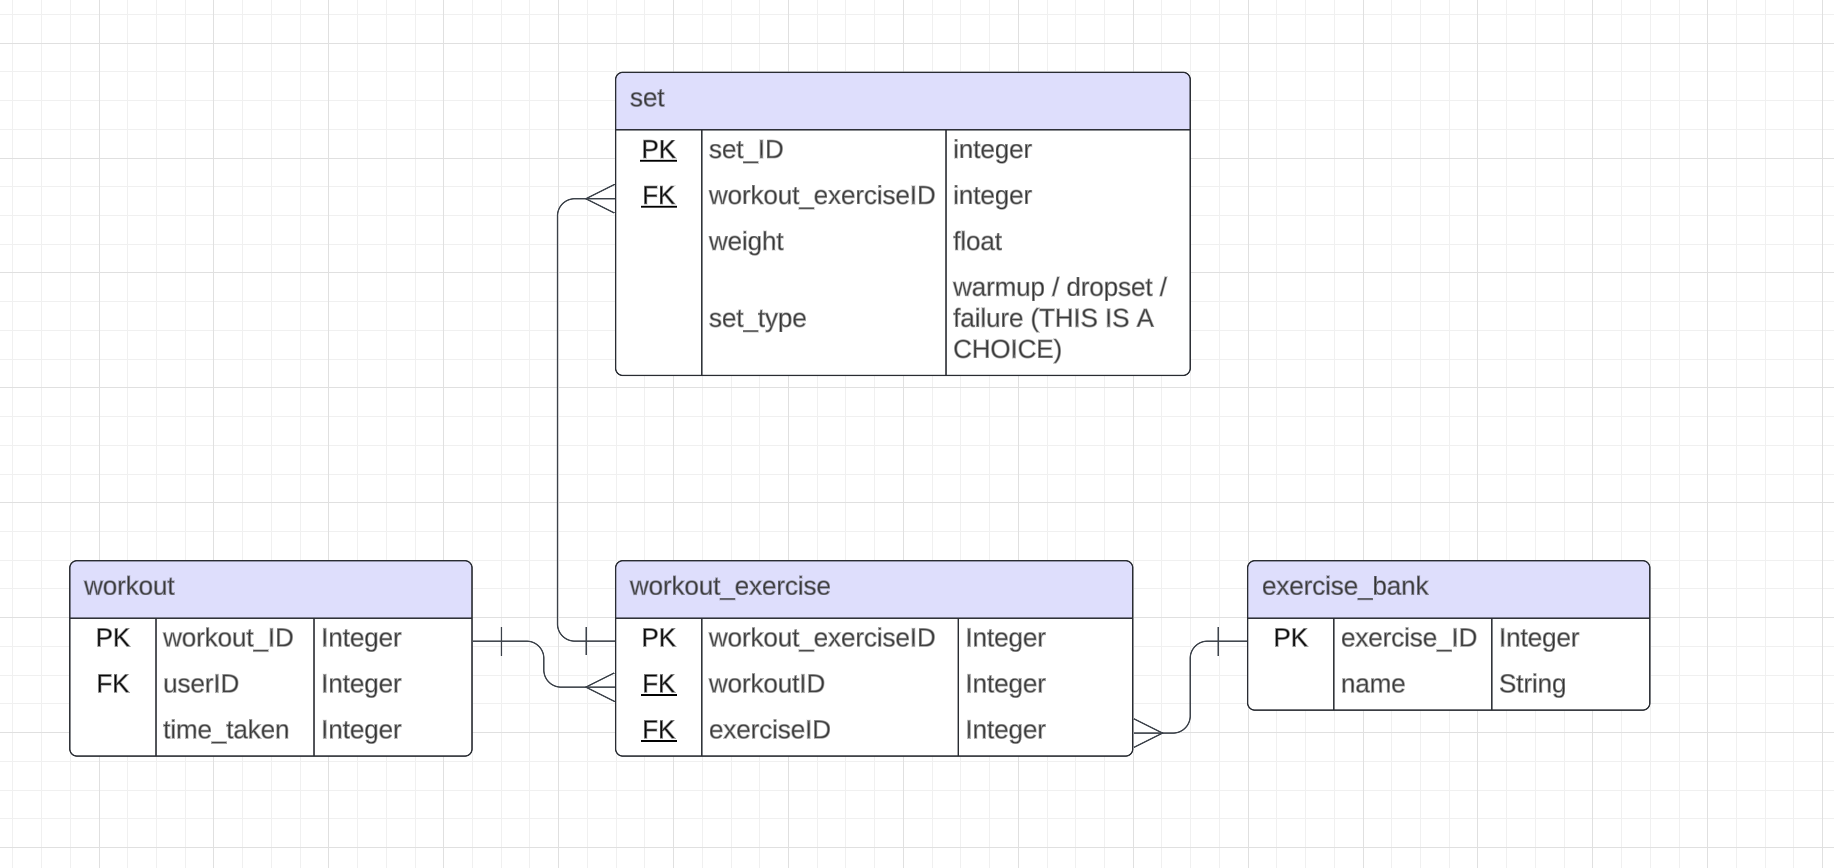 set
PK set_ID integer
FK workout_exerciseID integer
weight float
set_type warmup / dropset /
failure (THIS IS A
CHOICE)
workout
PK workout_ID Integer
FK userID Integer
time_taken Integer
workout_exercise
PK workout_exerciseID Integer
FK workoutID Integer
FK exerciseID Integer
exercise_bank
PK exercise_ID Integer
name String